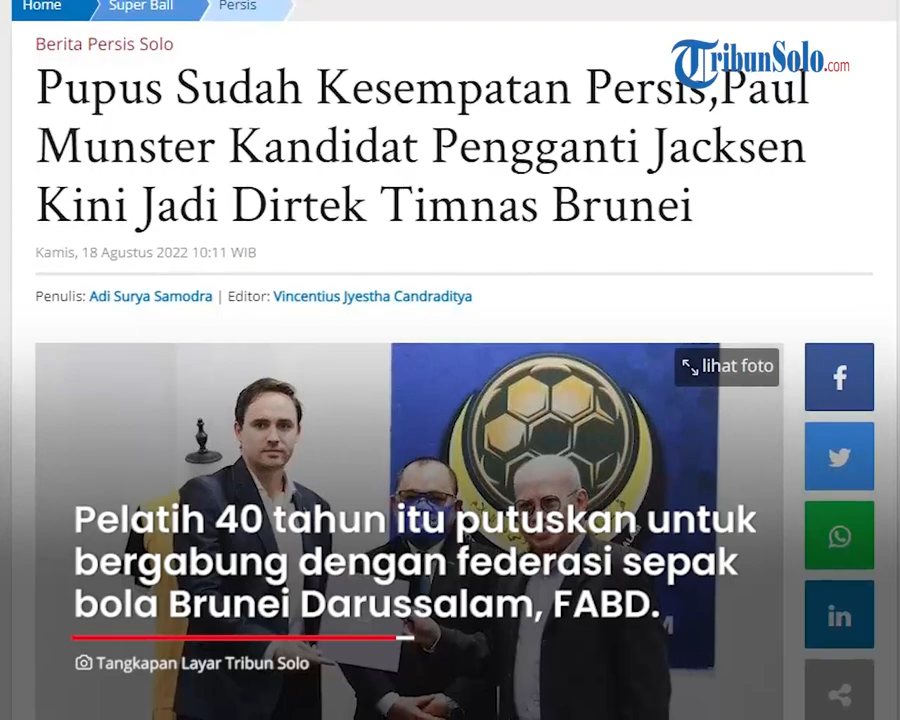 Home Super Ball Persis
Berita Persis Solo
TribunSolo.com
Pupus Sudah Kesempatan Persis,Paul
Munster Kandidat Pengganti Jacksen
Kini Jadi Dirtek Timnas Brunei
Kamis, 18 Agustus 2022 10:11 WIB
Penulis: Adi Surya Samodra | Editor: Vincentius Jyestha Candraditya
lihat foto
Pelatih 40 tahun itu putuskan untuk
bergabung dengan federasi sepak
bola Brunei Darussalam, FABD.
Tangkapan Layar Tribun Solo